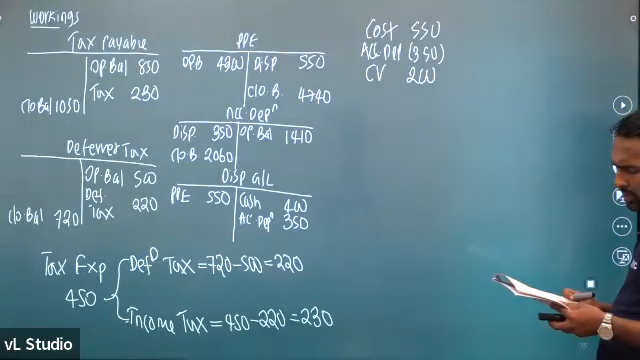 Workings
Tax Payable
Op Bal 850
Tax 230
Clo Bal 1050
Deferred Tax
Op. Bal 500
Def. Tax 220
Clo Bal 720
PPE
OPB 4300
Disp 550
Clo B. 4740
Acc. Depn
Disp 350
Op Bal 1410
Clo B 2060
Disp a/c
PPE 550
Cash 400
Ac. Depn 350
Cost 550
Acc. Dep (350)
CV 200
Tax Exp 450
DefD Tax = 720 - 500 = 220
Income Tax = 450 - 220 = 230
vL Studio